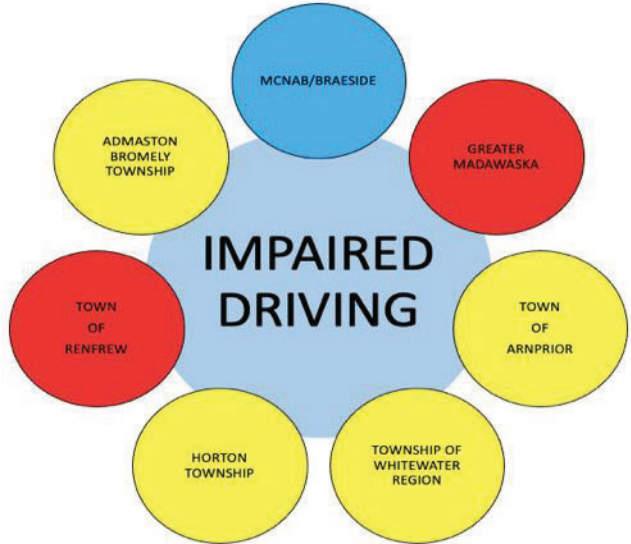 MCNAB/BRAESIDE
GREATER
MADAWASKA
TOWN
OF
ARNPRIOR
TOWNSHIP OF
WHITEWATER
REGION
HORTON
TOWNSHIP
TOWN
OF
RENFREW
ADMASTON
BROMELY
TOWNSHIP
IMPAIRED
DRIVING